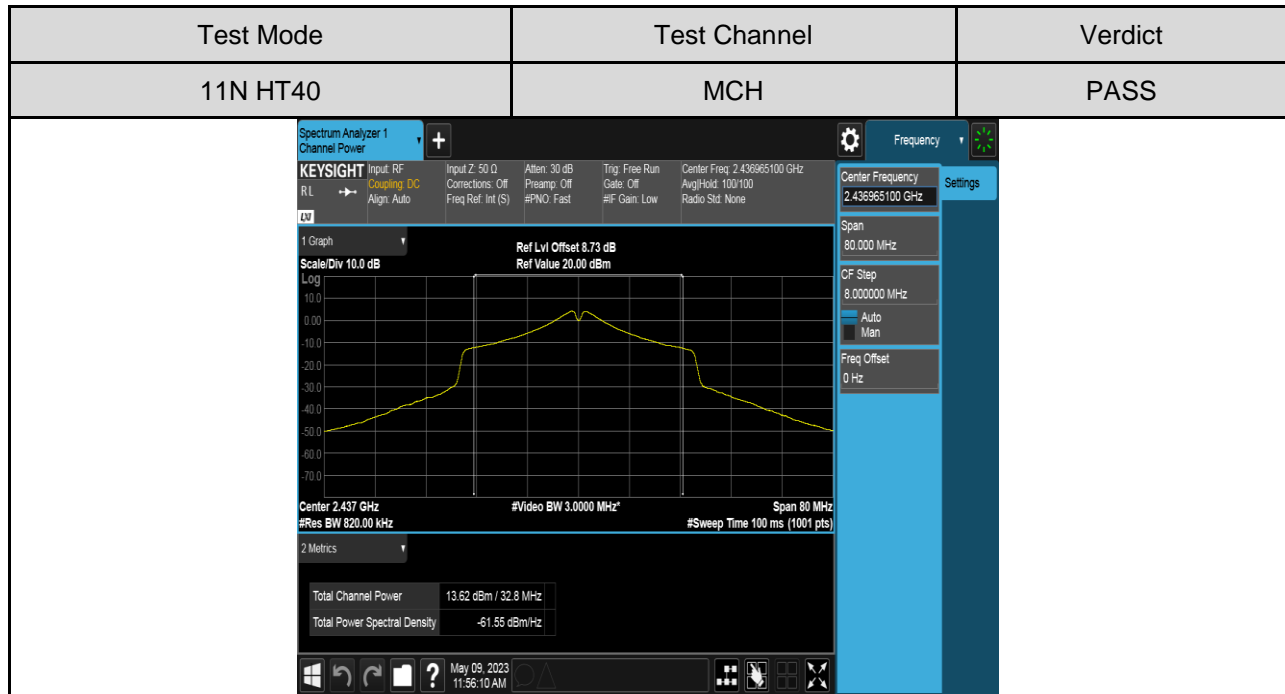 Test Mode Test Channel Verdict
11N HT40 MCH PASS
Spectrum Analyzer 1
Channel Power
Frequency
KEYSIGHT
RL
LXI
Input: RF
Coupling: DC
Align: Auto
Input Z: 50 Ω
Corrections: Off
Freq Ref: Int (S)
Atten: 30 dB
Preamp: Off
#PNO: Fast
Trig: Free Run
Gate: Off
#IF Gain: Low
Center Freq: 2.436965100 GHz
Avg|Hold: 100/100
Radio Std: None
Center Frequency
2.436965100 GHz
Settings
Span
80.000 MHz
CF Step
8.000000 MHz
Auto
Man
Freq Offset
0 Hz
1 Graph
Ref Lvl Offset 8.73 dB
Scale/Div 10.0 dB
Ref Value 20.00 dBm
Log
10.0
0.00
-10.0
-20.0
-30.0
-40.0
-50.0
-60.0
-70.0
Center 2.437 GHz
#Video BW 3.0000 MHz*
Span 80 MHz
#Res BW 820.00 kHz
#Sweep Time 100 ms (1001 pts)
2 Metrics
Total Channel Power 13.62 dBm / 32.8 MHz
Total Power Spectral Density -61.55 dBm/Hz
?
May 09, 2023
11:56:10 AM